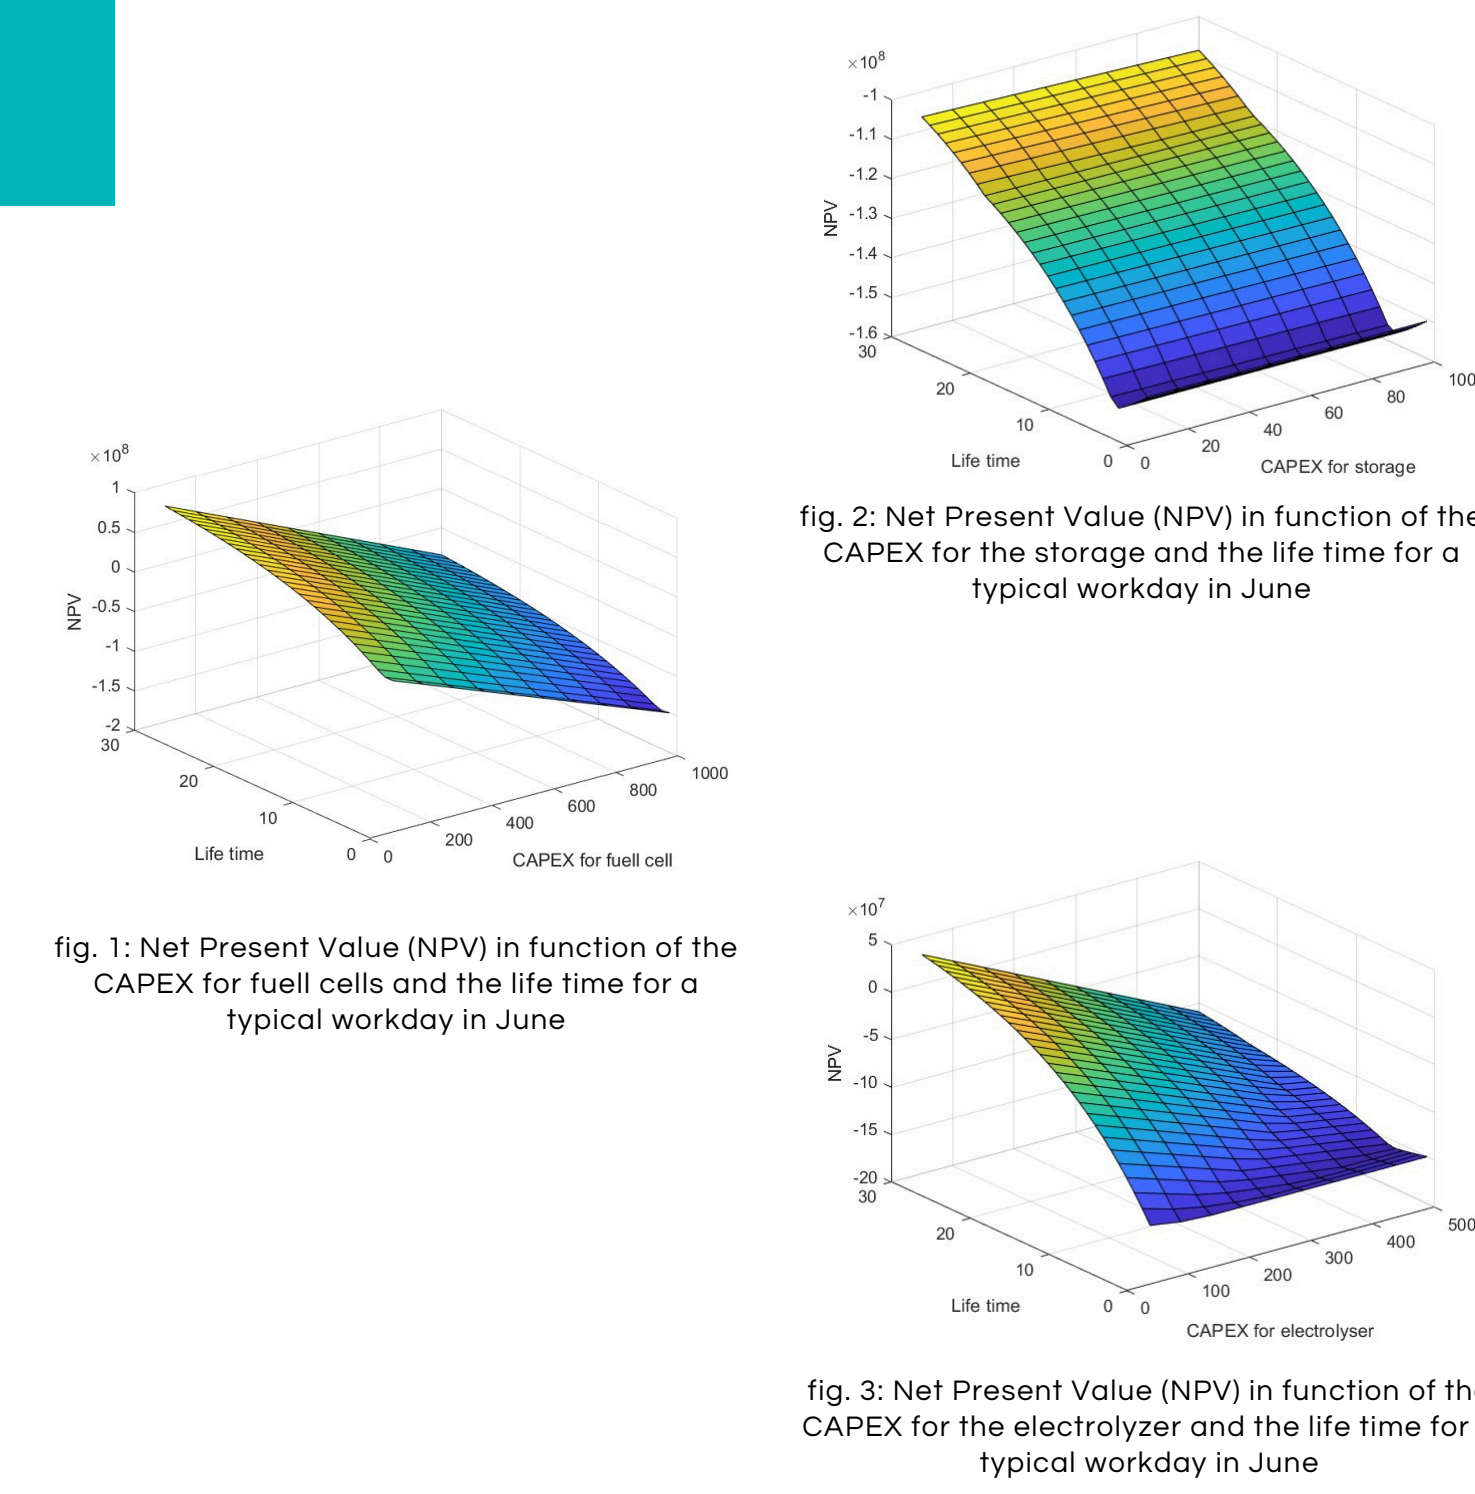 ×10^8
1
0.5
0
-0.5
-1
-1.5
-2
NPV
30
20
10
0
Life time
0
200
400
600
800
1000
CAPEX for fuell cell
fig. 1: Net Present Value (NPV) in function of the
CAPEX for fuell cells and the life time for a
typical workday in June
×10^8
-1
-1.1
-1.2
-1.3
-1.4
-1.5
-1.6
NPV
30
20
10
0
Life time
0
20
40
60
80
100
CAPEX for storage
fig. 2: Net Present Value (NPV) in function of the
CAPEX for the storage and the life time for a
typical workday in June
×10^7
5
0
-5
-10
-15
-20
NPV
30
20
10
0
Life time
0
100
200
300
400
500
CAPEX for electrolyser
fig. 3: Net Present Value (NPV) in function of the
CAPEX for the electrolyzer and the life time for
typical workday in June